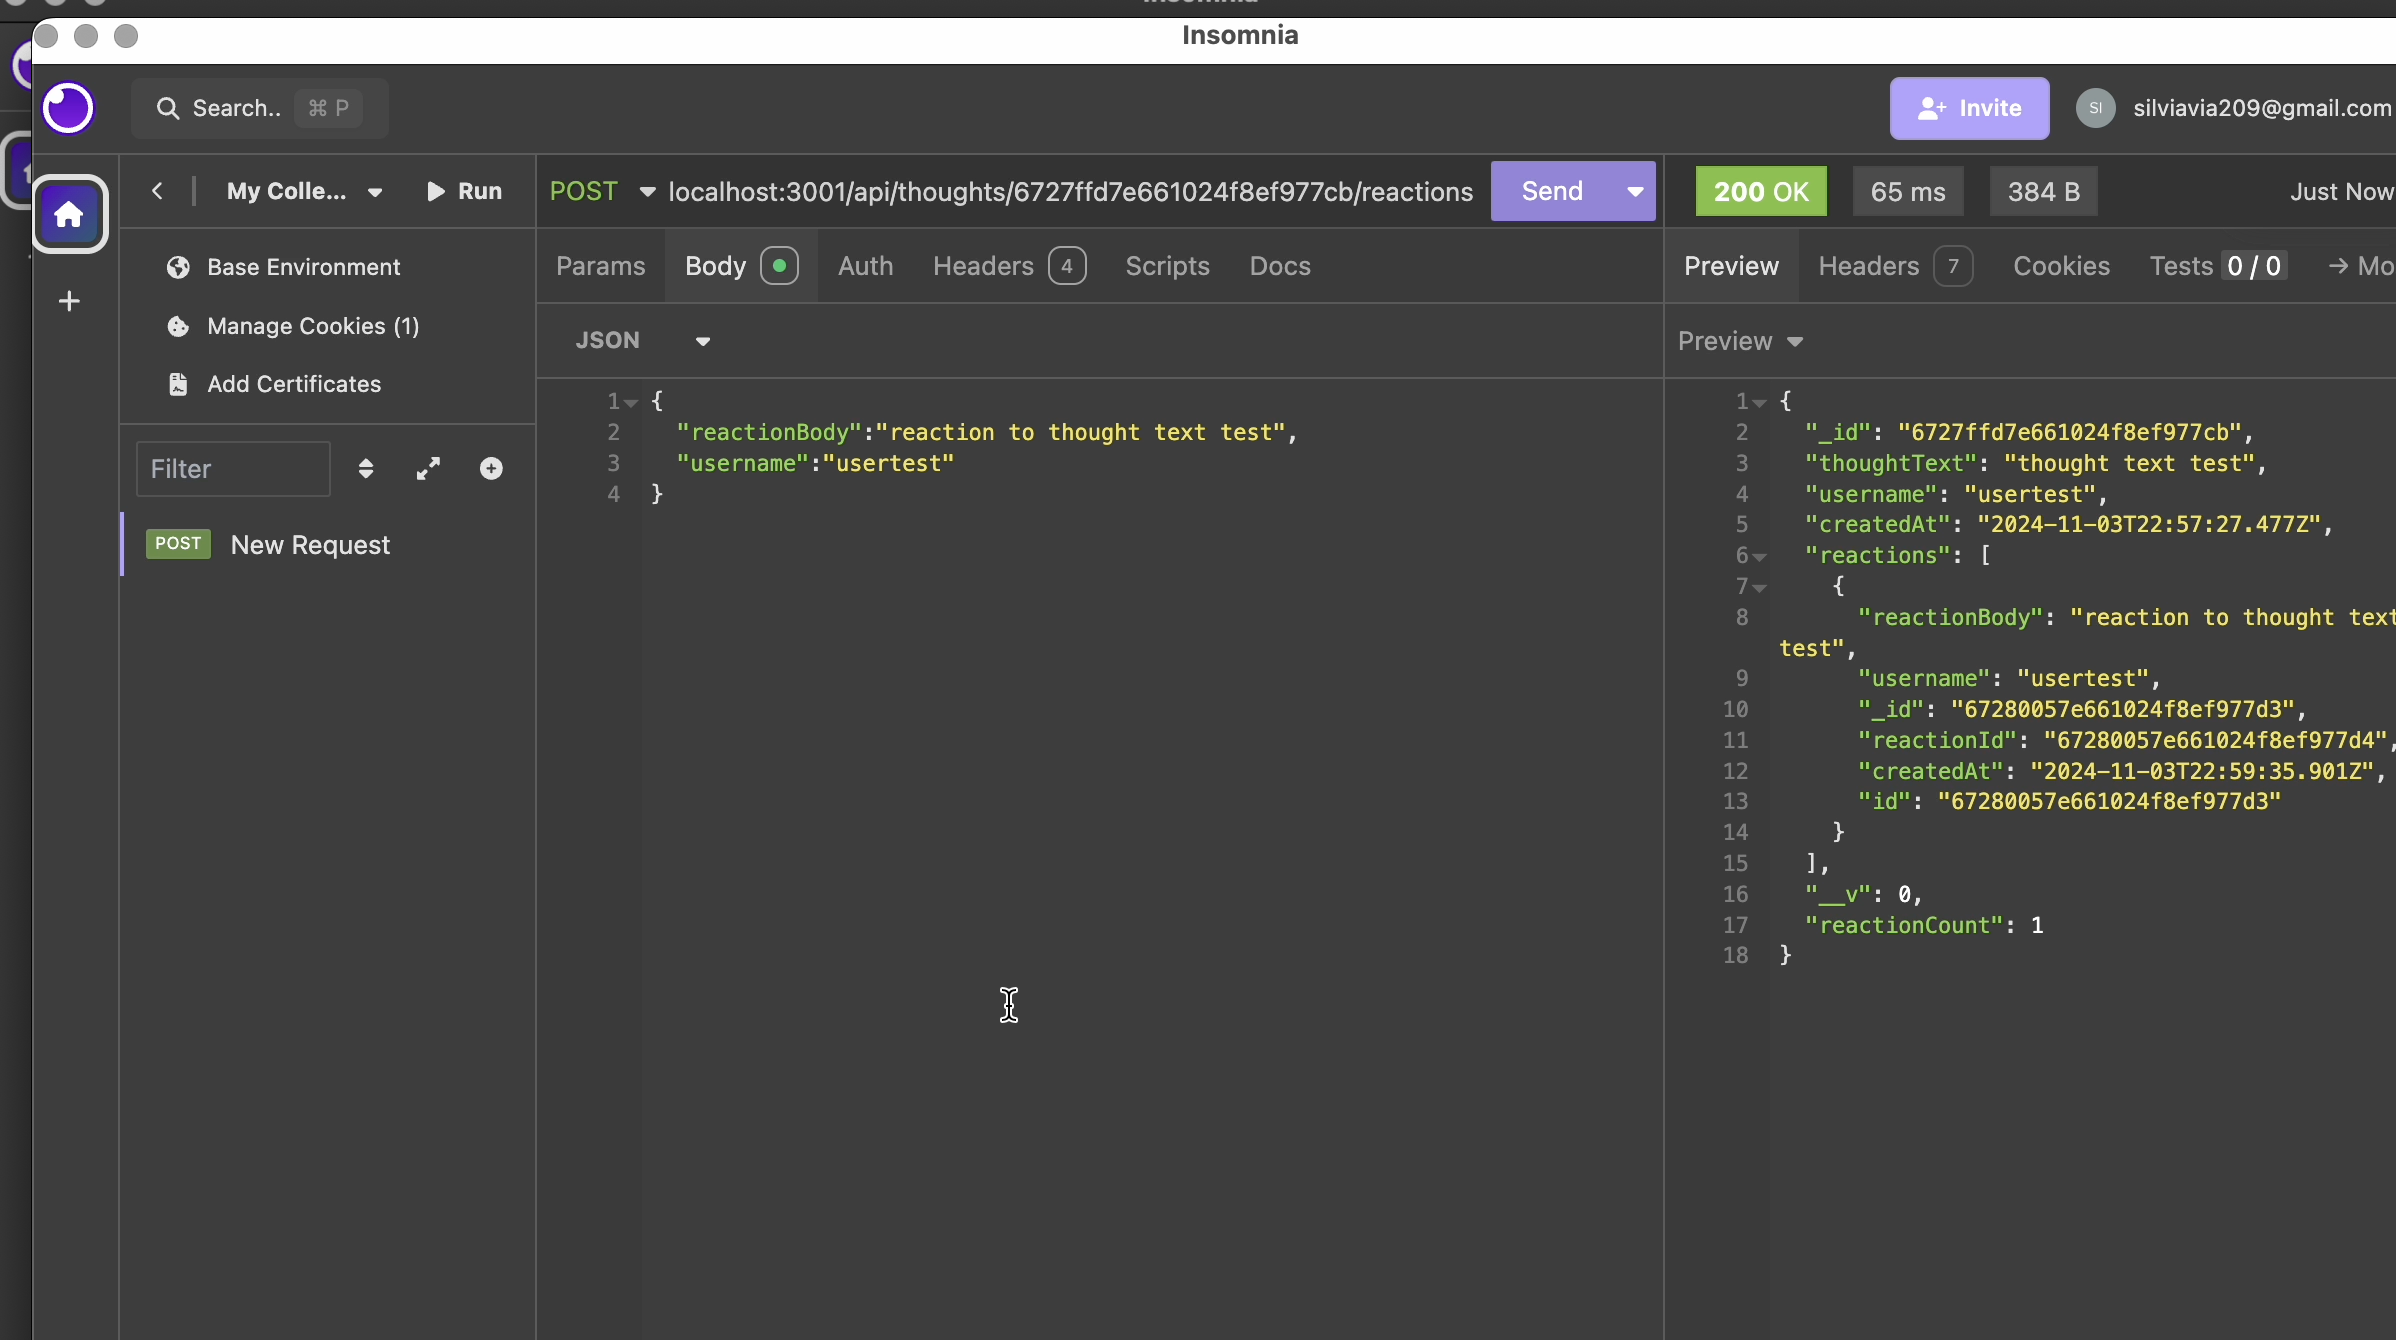 Insomnia
Search.. ⌘ P
Invite
SI
silviavia209@gmail.com
My Colle...
Run
POST
localhost:3001/api/thoughts/6727ffd7e661024f8ef977cb/reactions
Send
200 OK
65 ms
384 B
Just Now
Base Environment
Manage Cookies (1)
Add Certificates
Filter
POST New Request
Params
Body
Auth
Headers 4
Scripts
Docs
JSON
1 {
2 "reactionBody":"reaction to thought text test",
3 "username":"usertest"
4 }
Preview
Headers 7
Cookies
Tests 0 / 0
→ Mo
Preview
1 {
2 "_id": "6727ffd7e661024f8ef977cb",
3 "thoughtText": "thought text test",
4 "username": "usertest",
5 "createdAt": "2024-11-03T22:57:27.477Z",
6 "reactions": [
7 {
8 "reactionBody": "reaction to thought text
test",
9 "username": "usertest",
10 "_id": "67280057e661024f8ef977d3",
11 "reactionId": "67280057e661024f8ef977d4",
12 "createdAt": "2024-11-03T22:59:35.901Z",
13 "id": "67280057e661024f8ef977d3"
14 }
15 ],
16 "__v": 0,
17 "reactionCount": 1
18 }